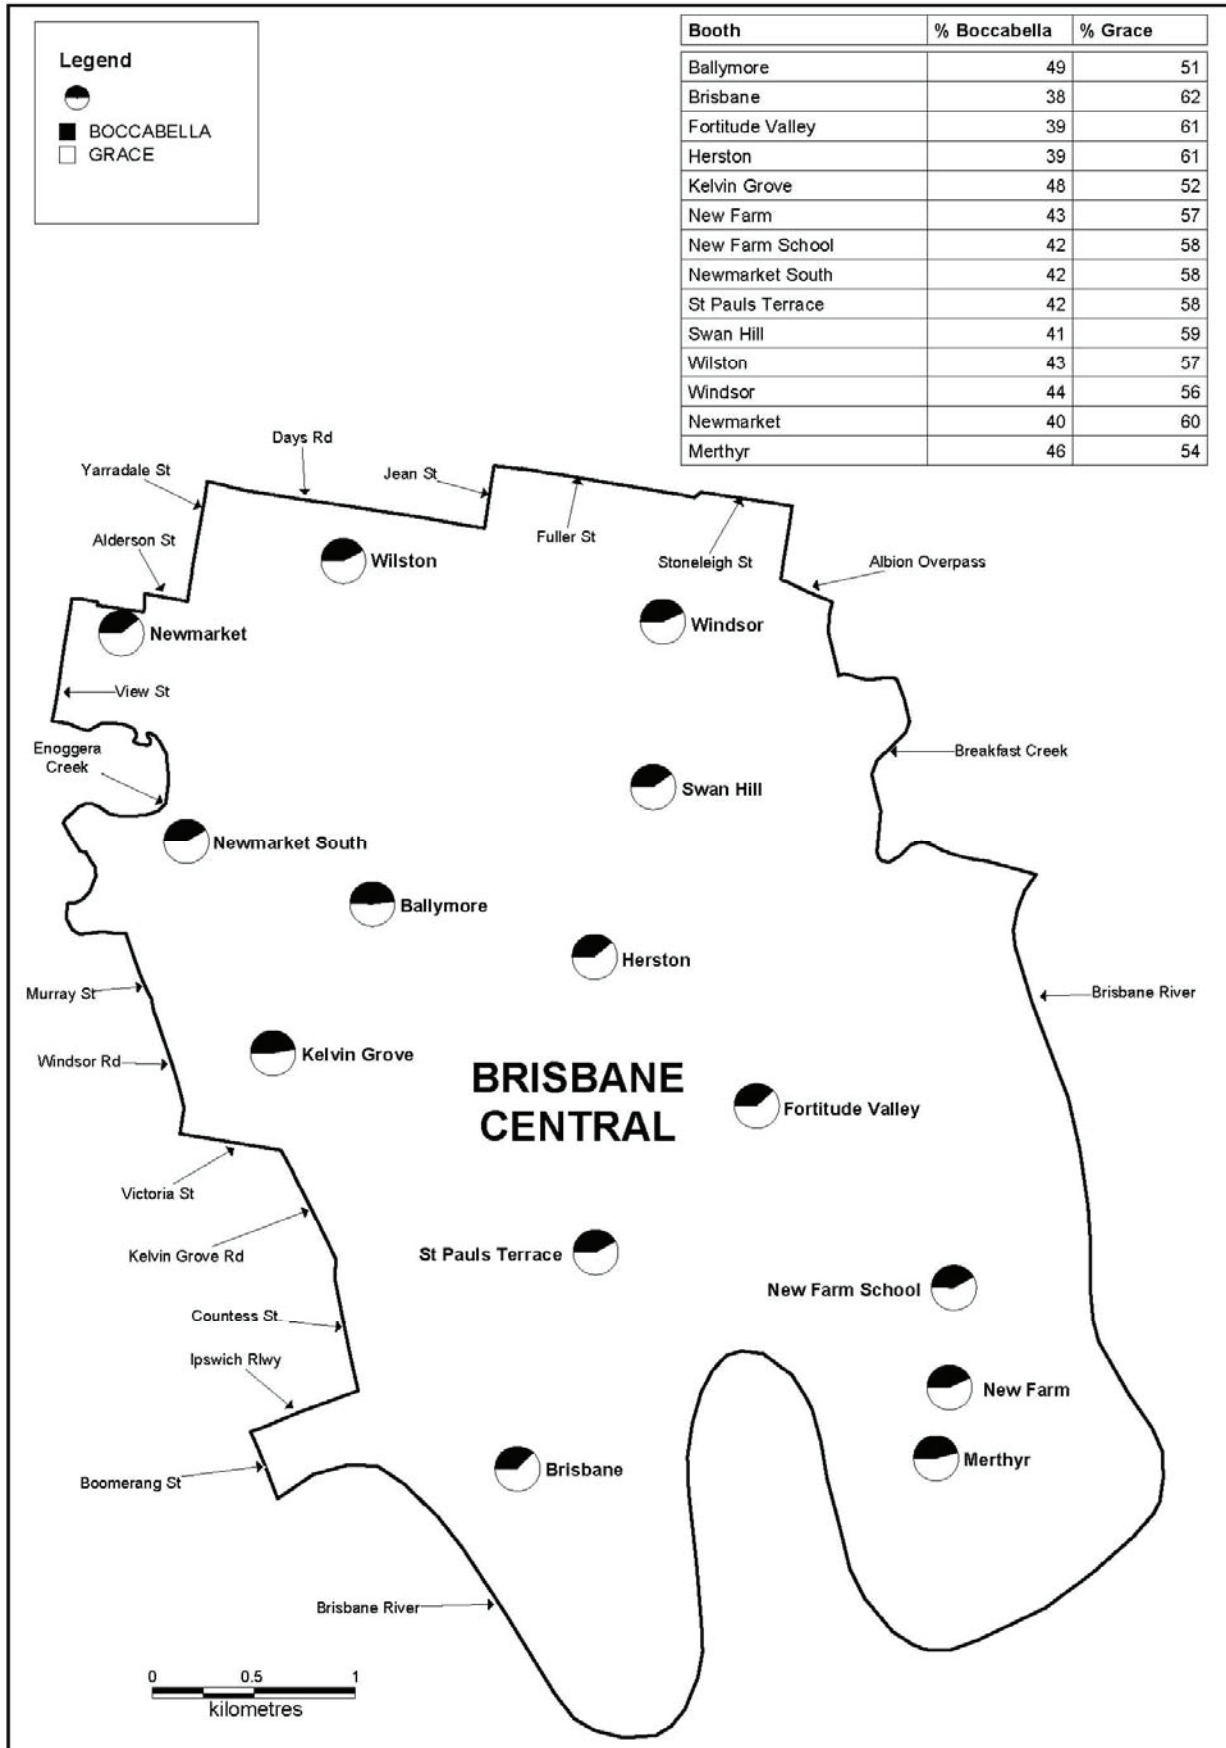 Legend
BOCCABELLA
GRACE
Booth % Boccabella % Grace
Ballymore 49 51
Brisbane 38 62
Fortitude Valley 39 61
Herston 39 61
Kelvin Grove 48 52
New Farm 43 57
New Farm School 42 58
Newmarket South 42 58
St Pauls Terrace 42 58
Swan Hill 41 59
Wilston 43 57
Windsor 44 56
Newmarket 40 60
Merthyr 46 54
Days Rd
Yarradale St
Jean St
Alderson St
Fuller St
Stoneleigh St
Albion Overpass
Wilston
Newmarket
Windsor
View St
Enoggera
Creek
Breakfast Creek
Swan Hill
Newmarket South
Ballymore
Herston
Murray St
Brisbane River
Windsor Rd
Kelvin Grove
BRISBANE
CENTRAL
Fortitude Valley
Victoria St
Kelvin Grove Rd
St Pauls Terrace
New Farm School
Countess St
Ipswich Rlwy
New Farm
Merthyr
Brisbane
Boomerang St
Brisbane River
0 0.5 1
kilometres